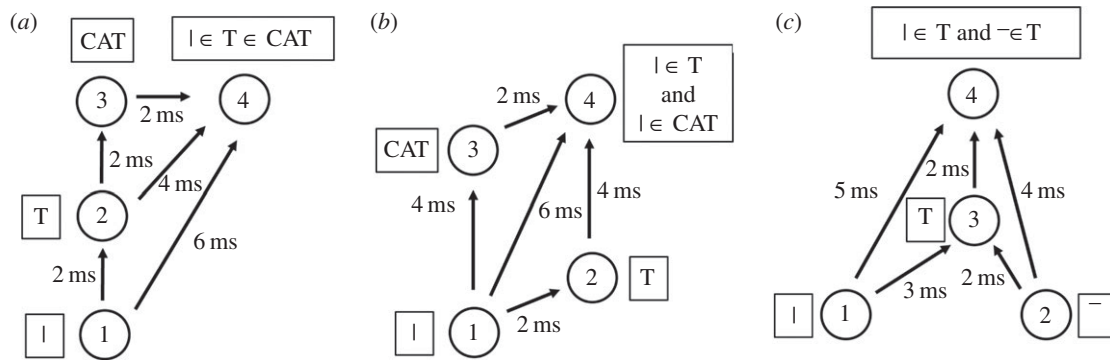 (a)
CAT
| ∈ T ∈ CAT
3
4
2 ms
2 ms
4 ms
T
2
6 ms
2 ms
|
1
(b)
| ∈ T
and
| ∈ CAT
4
2 ms
CAT
3
4 ms
6 ms
4 ms
2
T
|
1
2 ms
(c)
| ∈ T and ‾∈ T
4
5 ms
2 ms
4 ms
T
3
3 ms
2 ms
|
1
2
‾